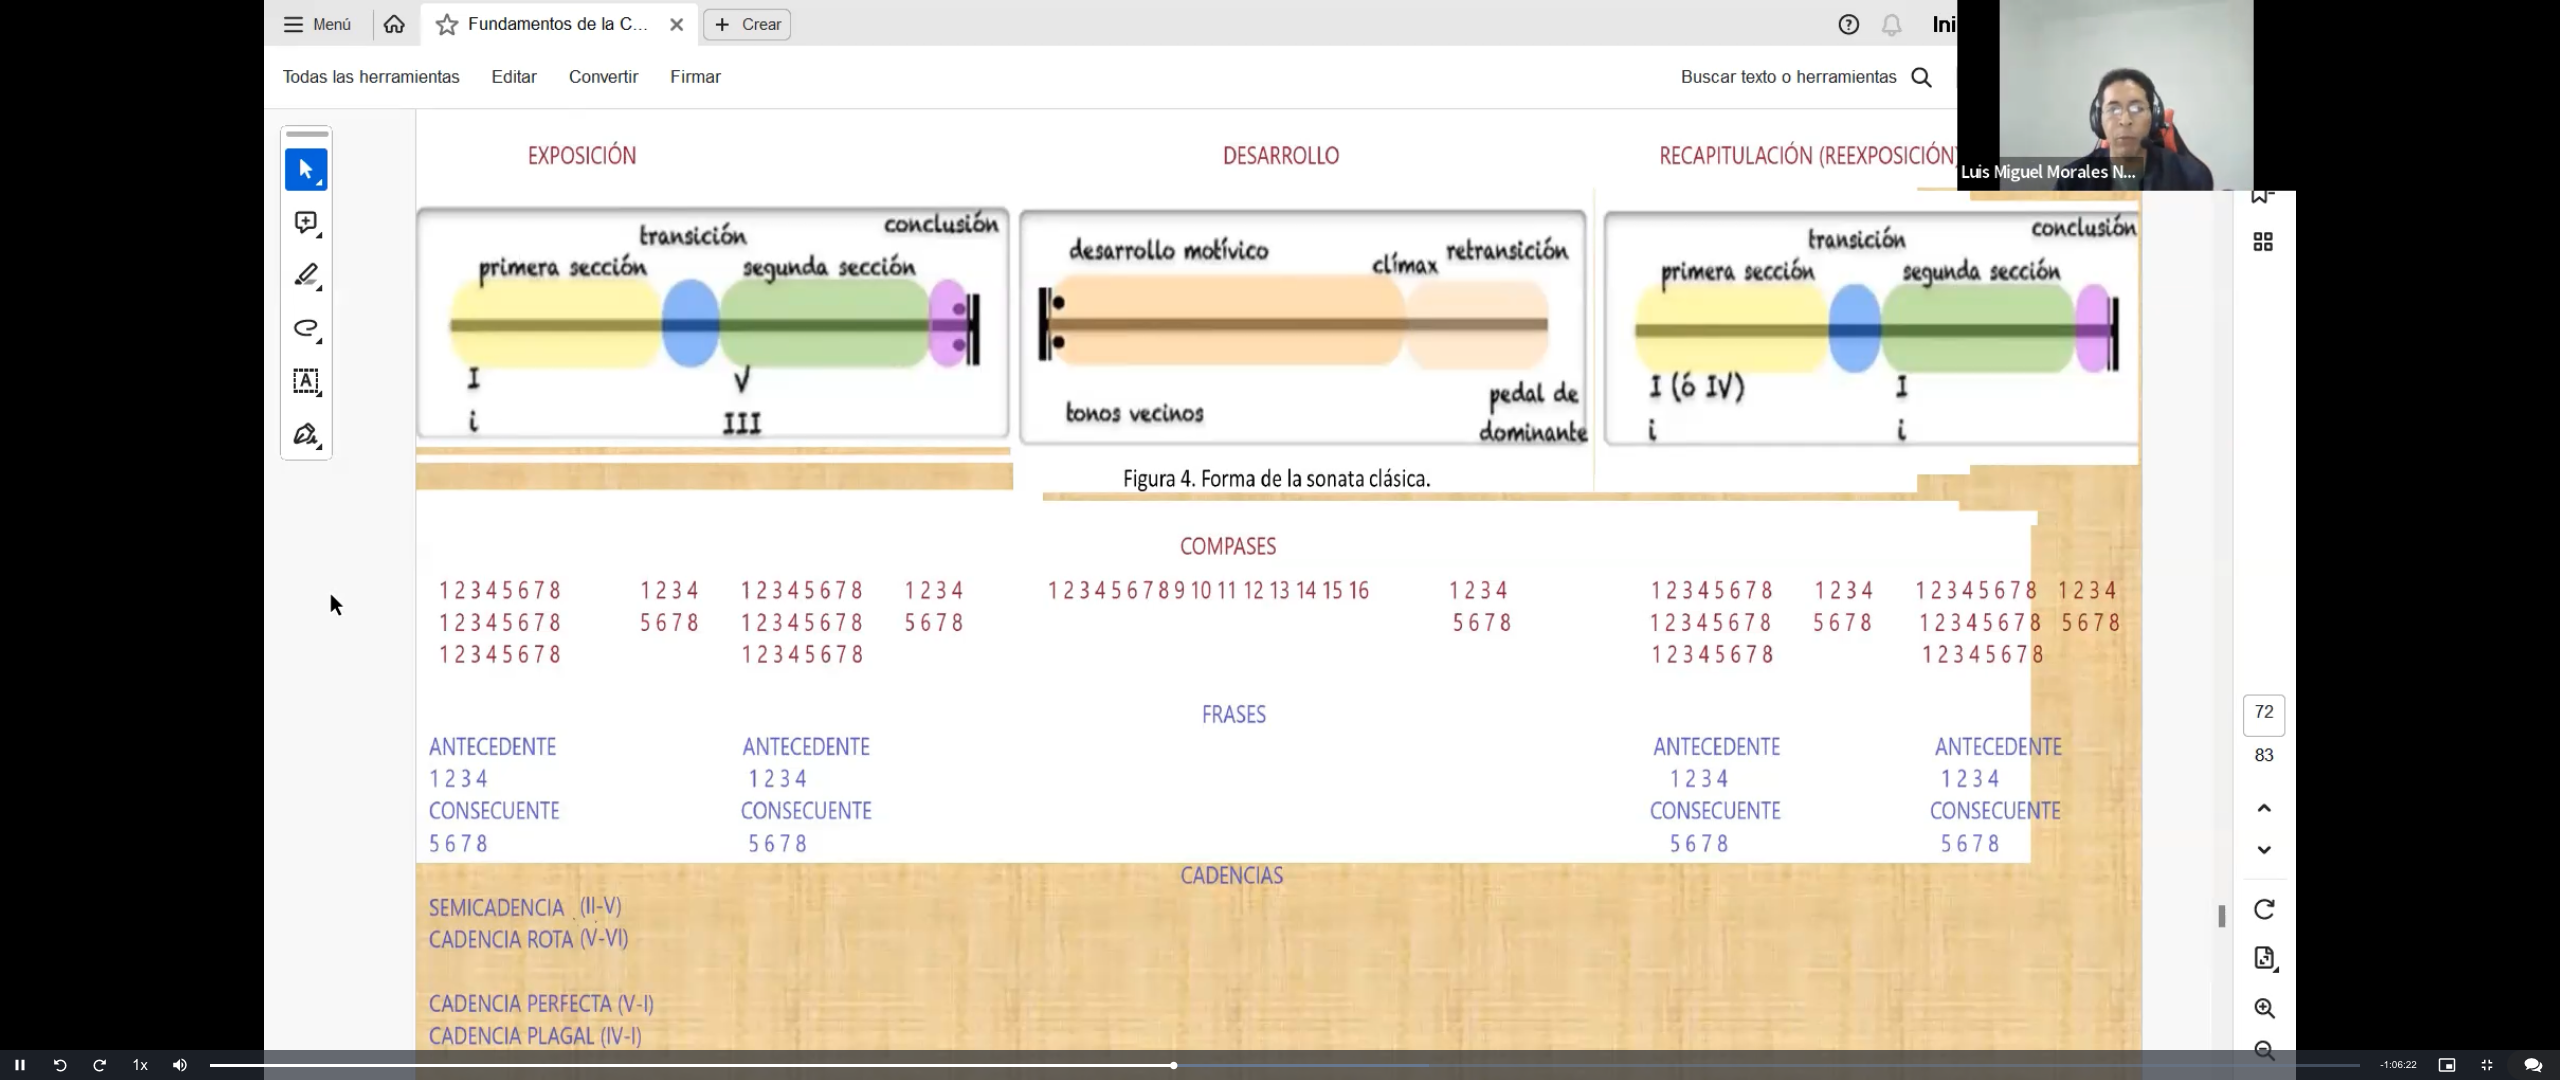 Menú
Fundamentos de la C...
Crear
Ini
Todas las herramientas Editar Convertir Firmar
Buscar texto o herramientas
Luis Miguel Morales N...
EXPOSICIÓN DESARROLLO RECAPITULACIÓN (REEXPOSICIÓN)
transición conclusión
primera sección segunda sección
I V
i III
desarrollo motívico clímax retransición
tonos vecinos pedal de
dominante
transición conclusión
primera sección segunda sección
I (ó IV) I
i i
Figura 4. Forma de la sonata clásica.
COMPASES
1 2 3 4 5 6 7 8 1 2 3 4 1 2 3 4 5 6 7 8 1 2 3 4 1 2 3 4 5 6 7 8 9 10 11 12 13 14 15 16 1 2 3 4 1 2 3 4 5 6 7 8 1 2 3 4 1 2 3 4 5 6 7 8 1 2 3 4
1 2 3 4 5 6 7 8 5 6 7 8 1 2 3 4 5 6 7 8 5 6 7 8 5 6 7 8 1 2 3 4 5 6 7 8 5 6 7 8 1 2 3 4 5 6 7 8 5 6 7 8
1 2 3 4 5 6 7 8 1 2 3 4 5 6 7 8 1 2 3 4 5 6 7 8 1 2 3 4 5 6 7 8
FRASES
ANTECEDENTE ANTECEDENTE ANTECEDENTE ANTECEDENTE
1 2 3 4 1 2 3 4 1 2 3 4 1 2 3 4
CONSECUENTE CONSECUENTE CONSECUENTE CONSECUENTE
5 6 7 8 5 6 7 8 5 6 7 8 5 6 7 8
CADENCIAS
SEMICADENCIA (II-V)
CADENCIA ROTA (V-VI)
CADENCIA PERFECTA (V-I)
CADENCIA PLAGAL (IV-I)
72
83
1x
-1:06:22